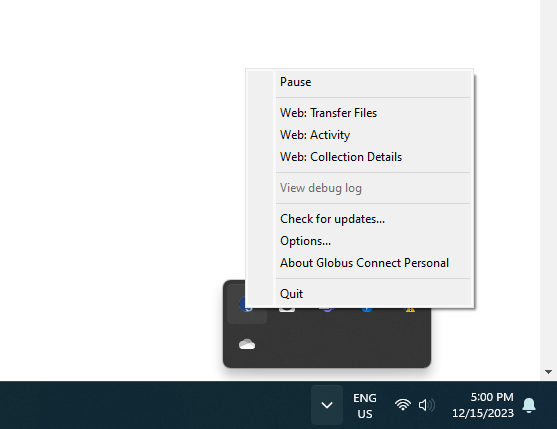 Pause
Web: Transfer Files
Web: Activity
Web: Collection Details
View debug log
Check for updates...
Options...
About Globus Connect Personal
Quit
ENG
US
5:00 PM
12/15/2023